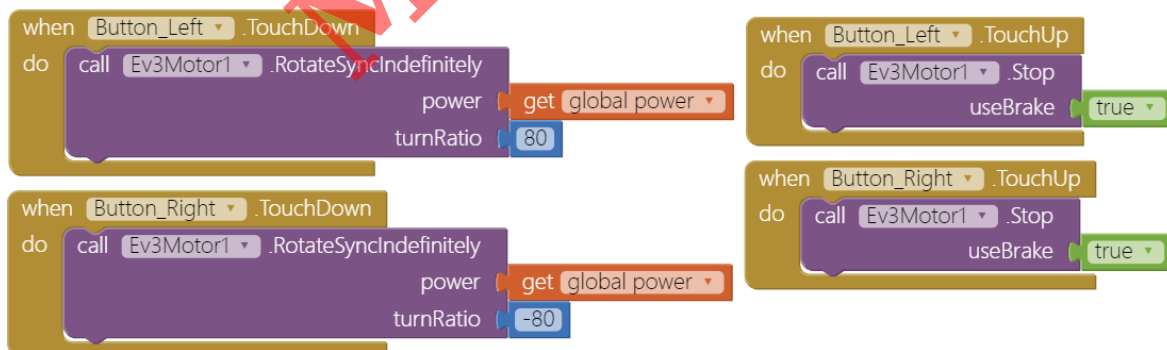 when Button_Left .TouchDown
do call Ev3Motor1 .RotateSyncIndefinitely
power get global power
turnRatio 80
when Button_Right .TouchDown
do call Ev3Motor1 .RotateSyncIndefinitely
power get global power
turnRatio -80
when Button_Left .TouchUp
do call Ev3Motor1 .Stop
useBrake true
when Button_Right .TouchUp
do call Ev3Motor1 .Stop
useBrake true